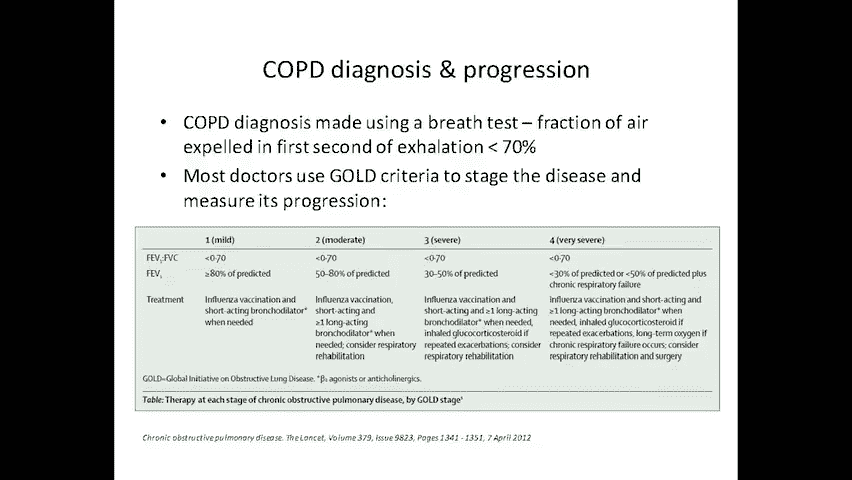 COPD diagnosis & progression
• COPD diagnosis made using a breath test – fraction of air
expelled in first second of exhalation < 70%
• Most doctors use GOLD criteria to stage the disease and
measure its progression:
1 (mild) 2 (moderate) 3 (severe) 4 (very severe)
FEV₁:FVC <0·70 <0·70 <0·70 <0·70
FEV₁ ≥80% of predicted 50–80% of predicted 30–50% of predicted <30% of predicted or <50% of predicted plus
chronic respiratory failure
Treatment Influenza vaccination and Influenza vaccination, Influenza vaccination and Influenza vaccination and short-acting and
short-acting bronchodilator* short-acting and short-acting and ≥1 long-acting ≥1 long-acting bronchodilator* when
when needed ≥1 long-acting bronchodilator* when needed, needed, inhaled glucocorticosteroid if
bronchodilator* when inhaled glucocorticosteroid if repeated exacerbations, long-term oxygen if
needed; consider respiratory repeated exacerbations; consider chronic respiratory failure occurs; consider
rehabilitation respiratory rehabilitation respiratory rehabilitation and surgery
GOLD=Global Initiative on Obstructive Lung Disease. *β₂ agonists or anticholinergics.
Table: Therapy at each stage of chronic obstructive pulmonary disease, by GOLD stage¹
Chronic obstructive pulmonary disease. The Lancet, Volume 379, Issue 9823, Pages 1341 - 1351, 7 April 2012